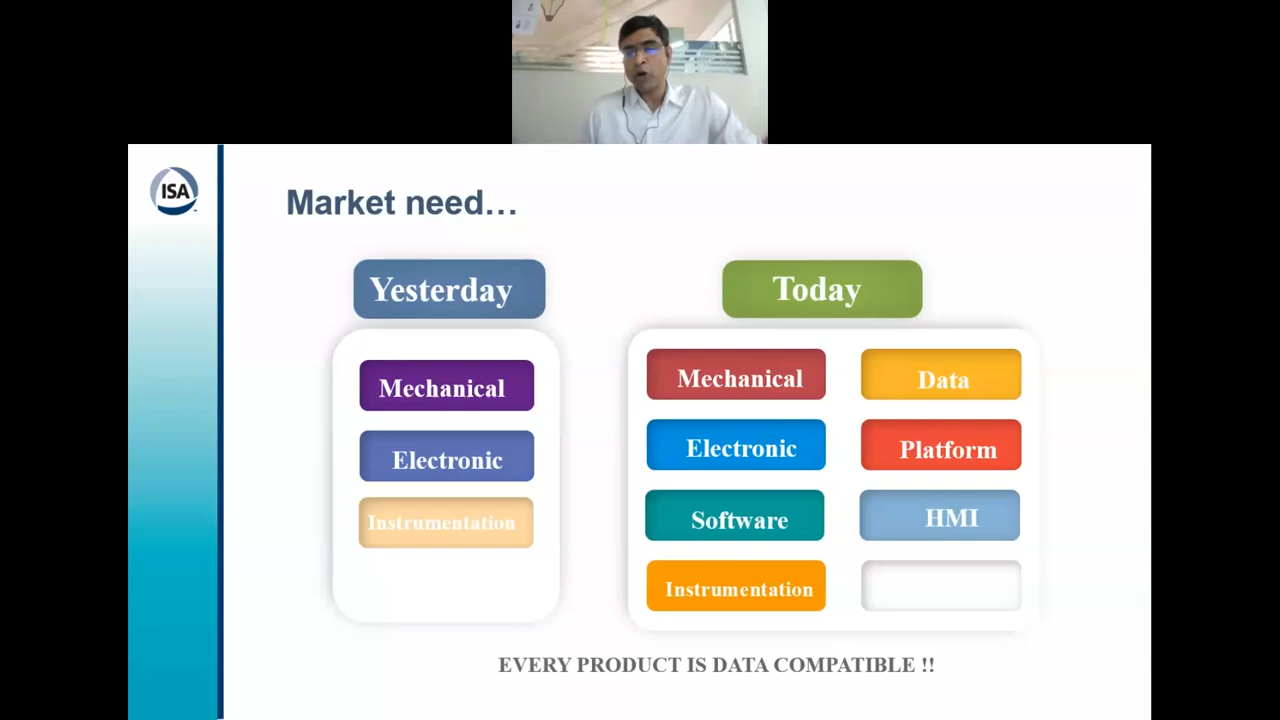 ISA
Market need...
Yesterday
Today
Mechanical
Electronic
Instrumentation
Mechanical
Data
Electronic
Platform
Software
HMI
Instrumentation
EVERY PRODUCT IS DATA COMPATIBLE !!